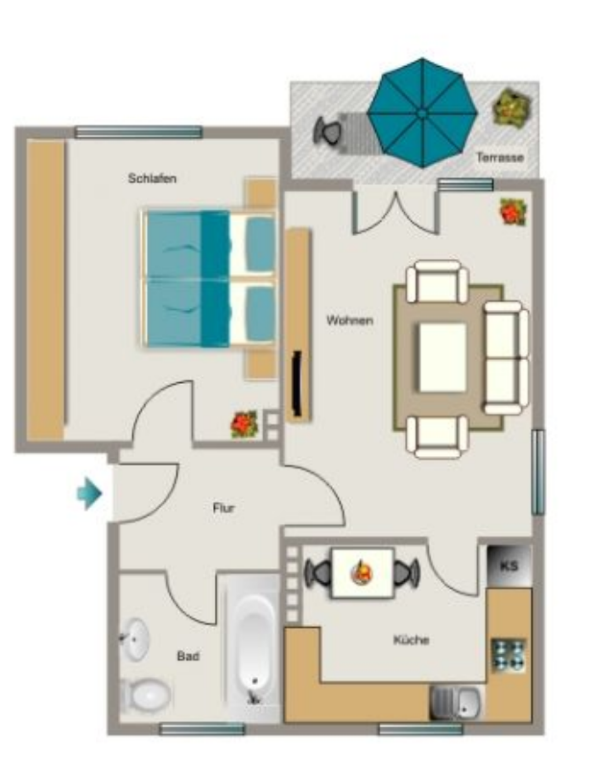 Terrasse
Schlafen
Wohnen
Flur
KS
Küche
Bad